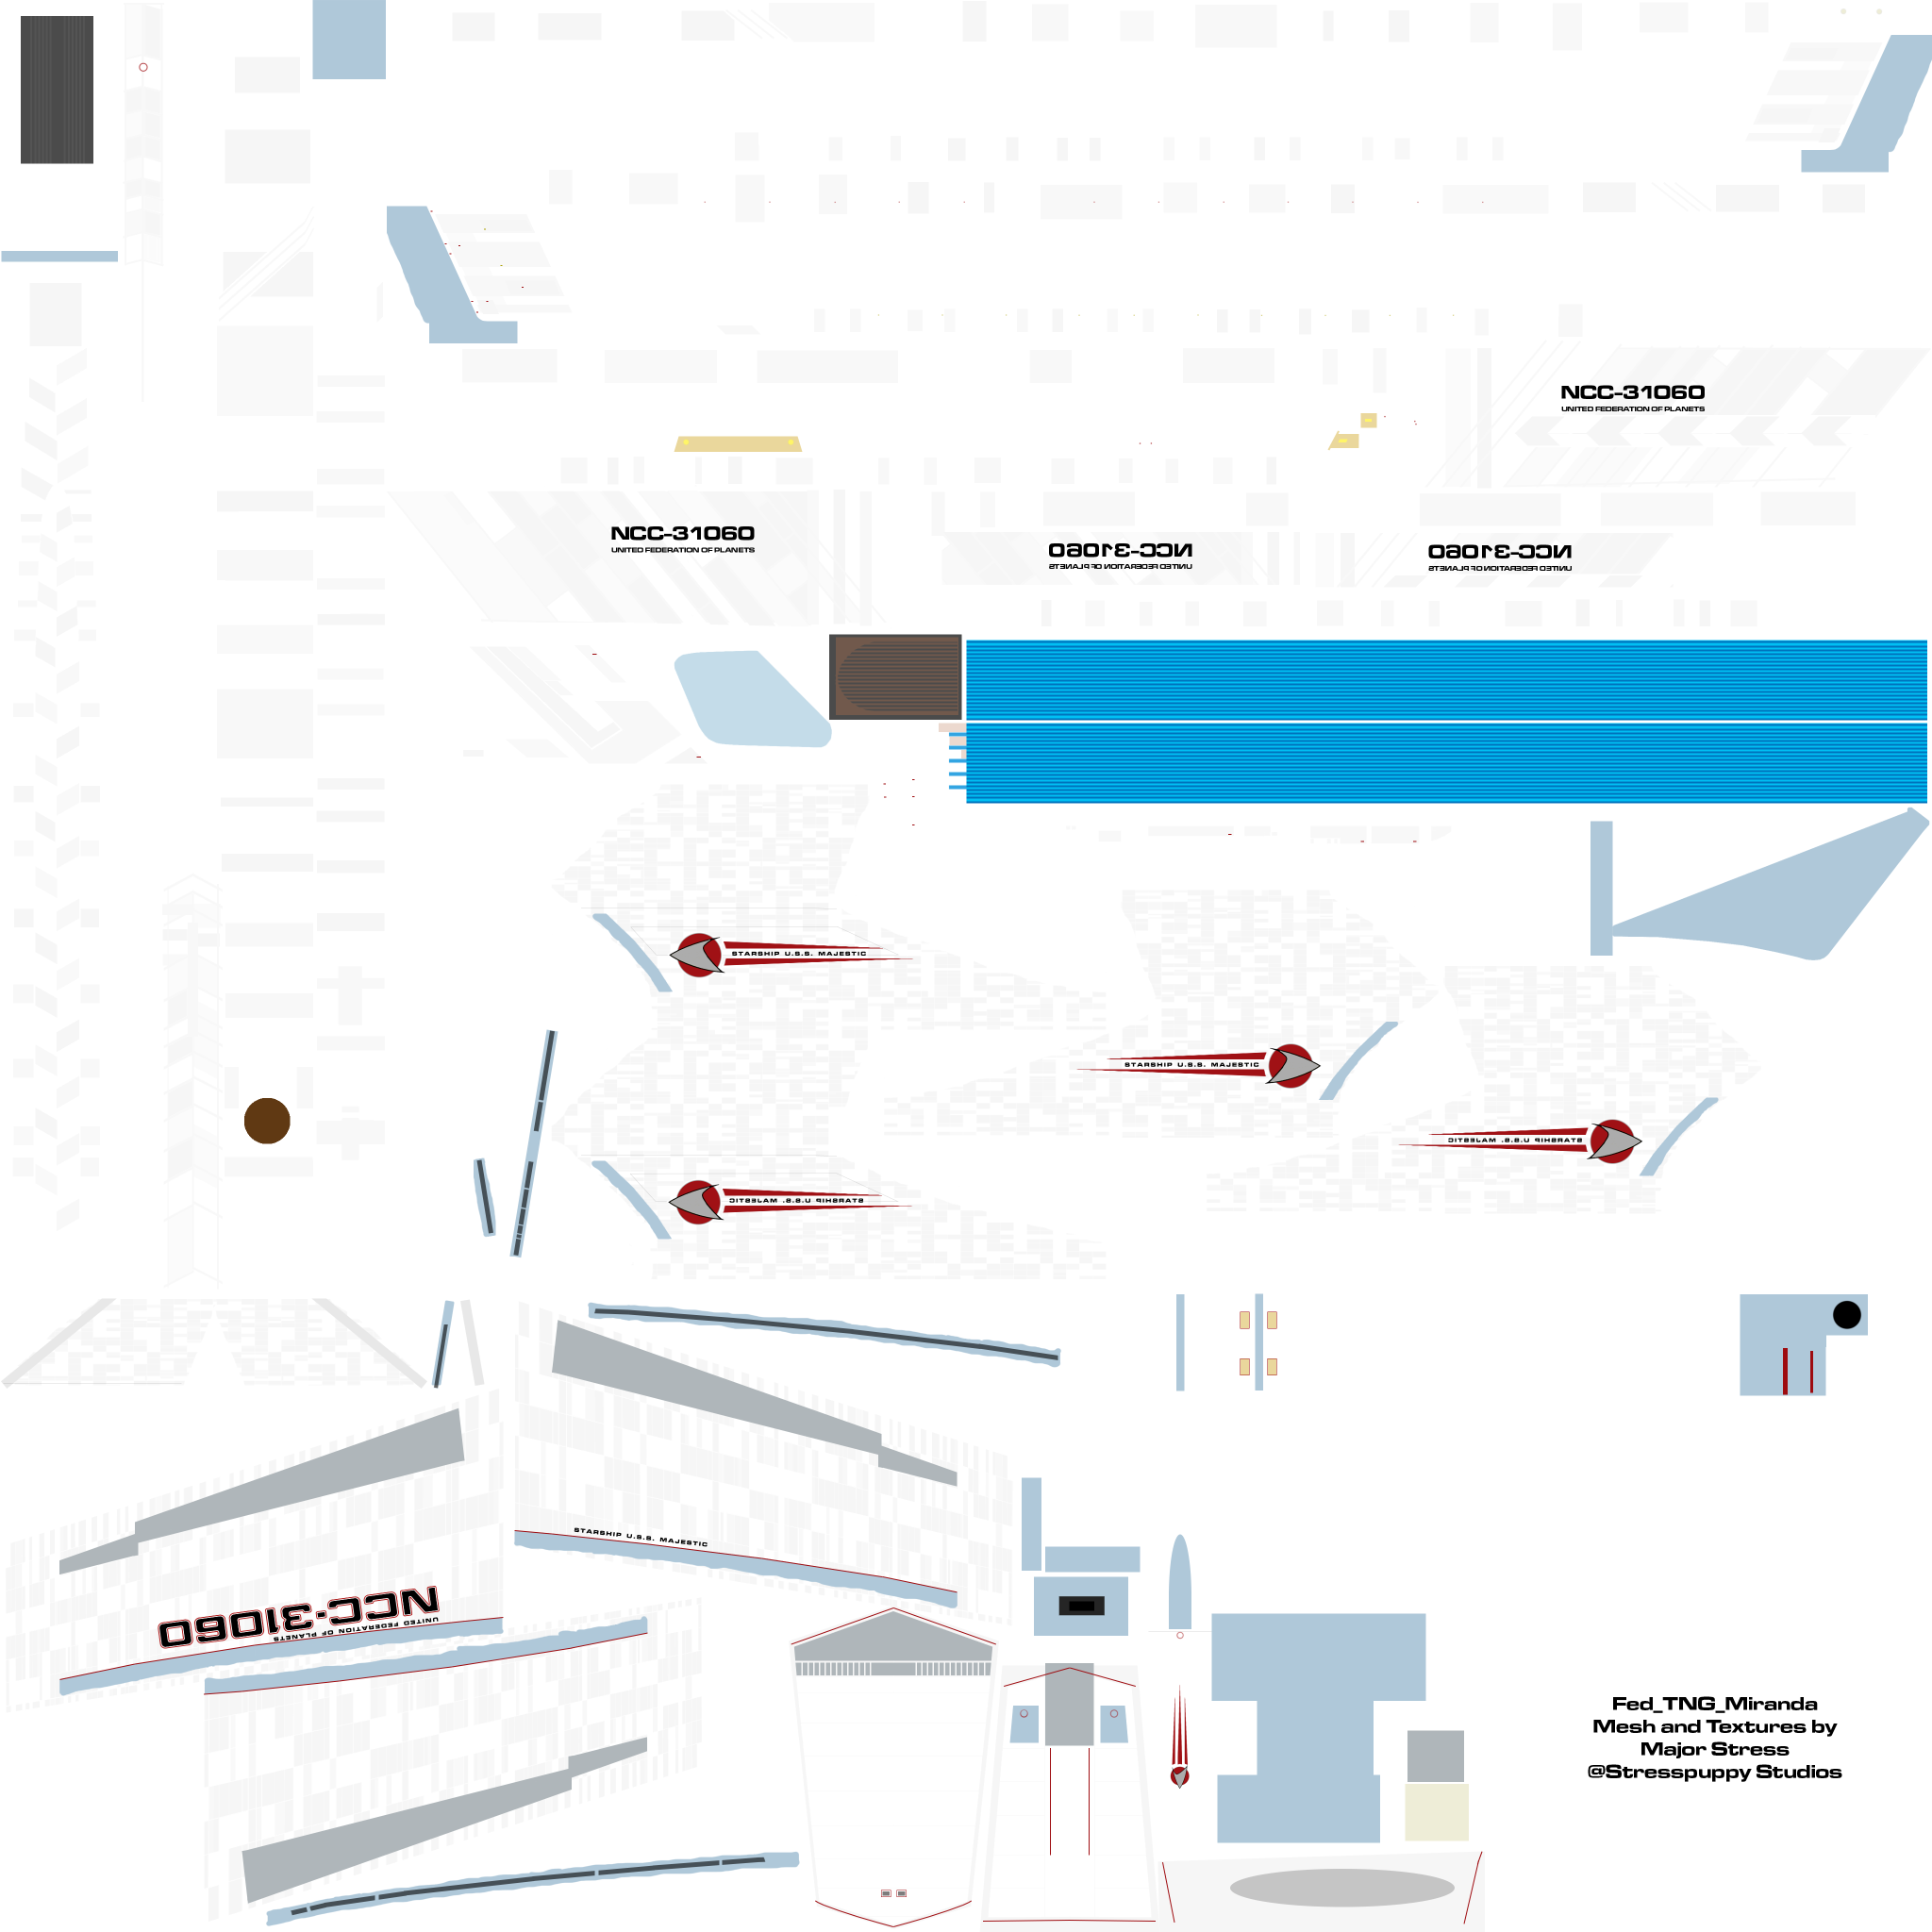 NCC-31060
UNITED FEDERATION OF PLANETS
NCC-31060
UNITED FEDERATION OF PLANETS
NCC-31060
UNITED FEDERATION OF PLANETS
NCC-31060
UNITED FEDERATION OF PLANETS
STARSHIP U.S.S. MAJESTIC
STARSHIP U.S.S. MAJESTIC
STARSHIP U.S.S. MAJESTIC
STARSHIP U.S.S. MAJESTIC
STARSHIP U.S.S. MAJESTIC
NCC-31060
UNITED FEDERATION OF PLANETS
Fed_TNG_Miranda
Mesh and Textures by
Major Stress
@Stresspuppy Studios